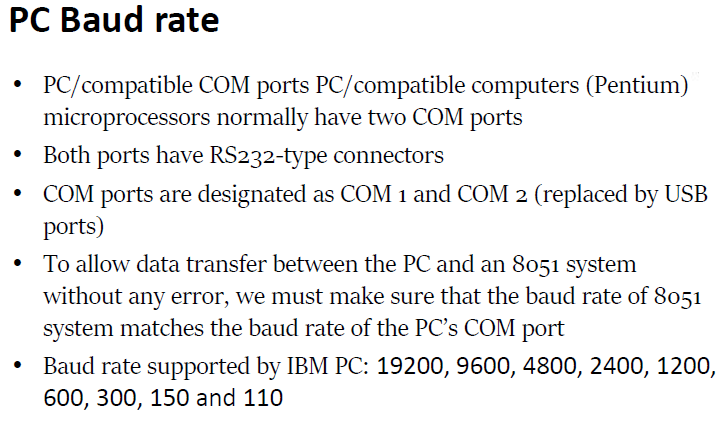 PC Baud rate
• PC/compatible COM ports PC/compatible computers (Pentium)
microprocessors normally have two COM ports
• Both ports have RS232-type connectors
• COM ports are designated as COM 1 and COM 2 (replaced by USB
ports)
• To allow data transfer between the PC and an 8051 system
without any error, we must make sure that the baud rate of 8051
system matches the baud rate of the PC's COM port
• Baud rate supported by IBM PC: 19200, 9600, 4800, 2400, 1200,
600, 300, 150 and 110